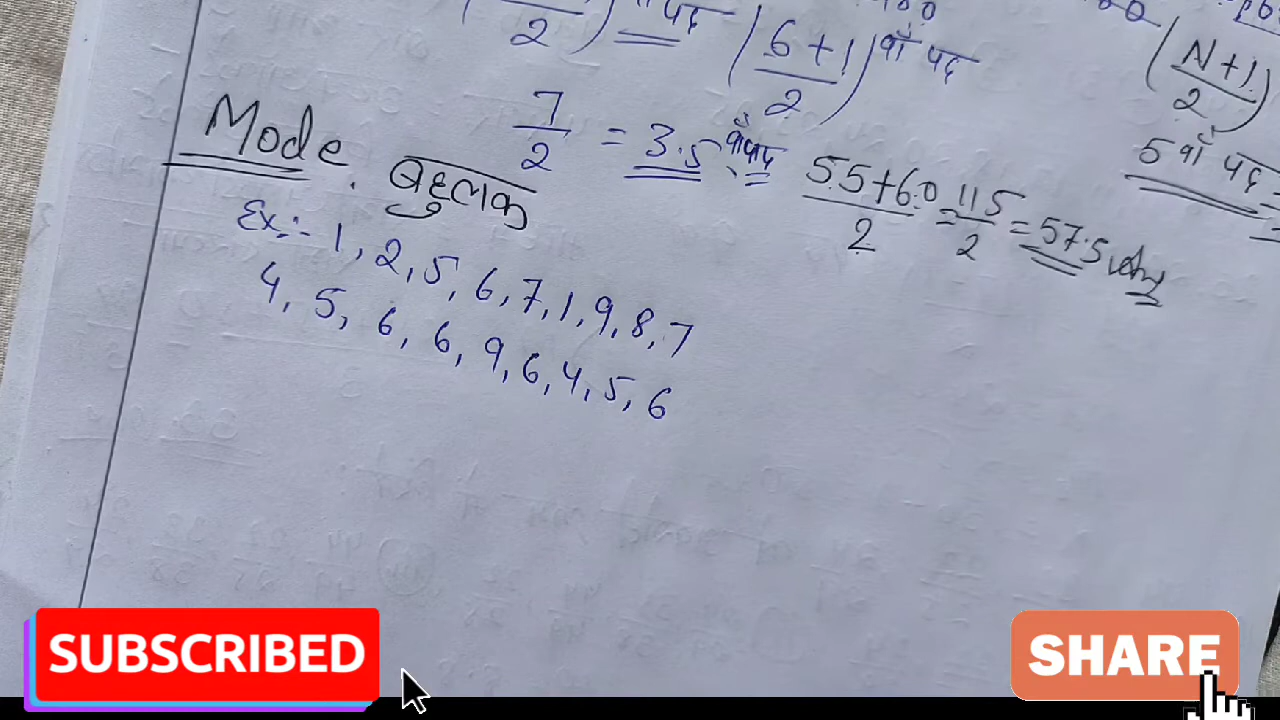 2
(6+1/2)वाँ पद
(N+1/2)
7/2 = 3.5 वाँ पद
5 वाँ पद
Mode. बहुलक
55+60/2 = 115/2 = 57.5 Ans
Ex:- 1, 2, 5, 6, 7, 1, 9, 8, 7
4, 5, 6, 6, 9, 6, 4, 5, 6
SUBSCRIBED
SHARE